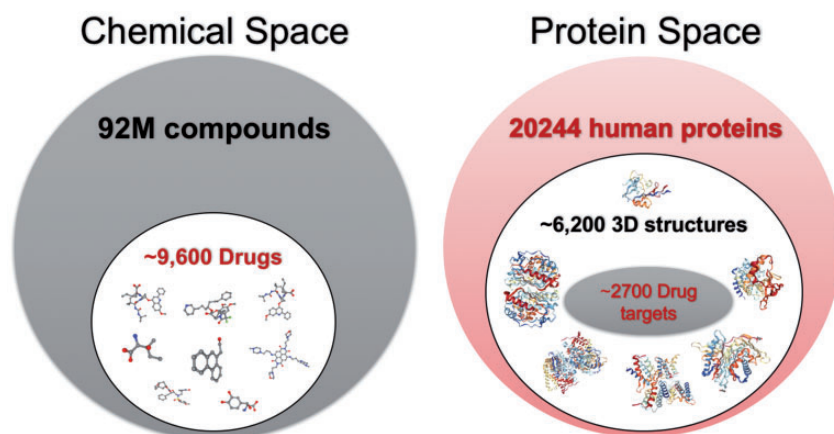 Chemical Space
Protein Space
92M compounds
~9,600 Drugs
20244 human proteins
~6,200 3D structures
~2700 Drug
targets